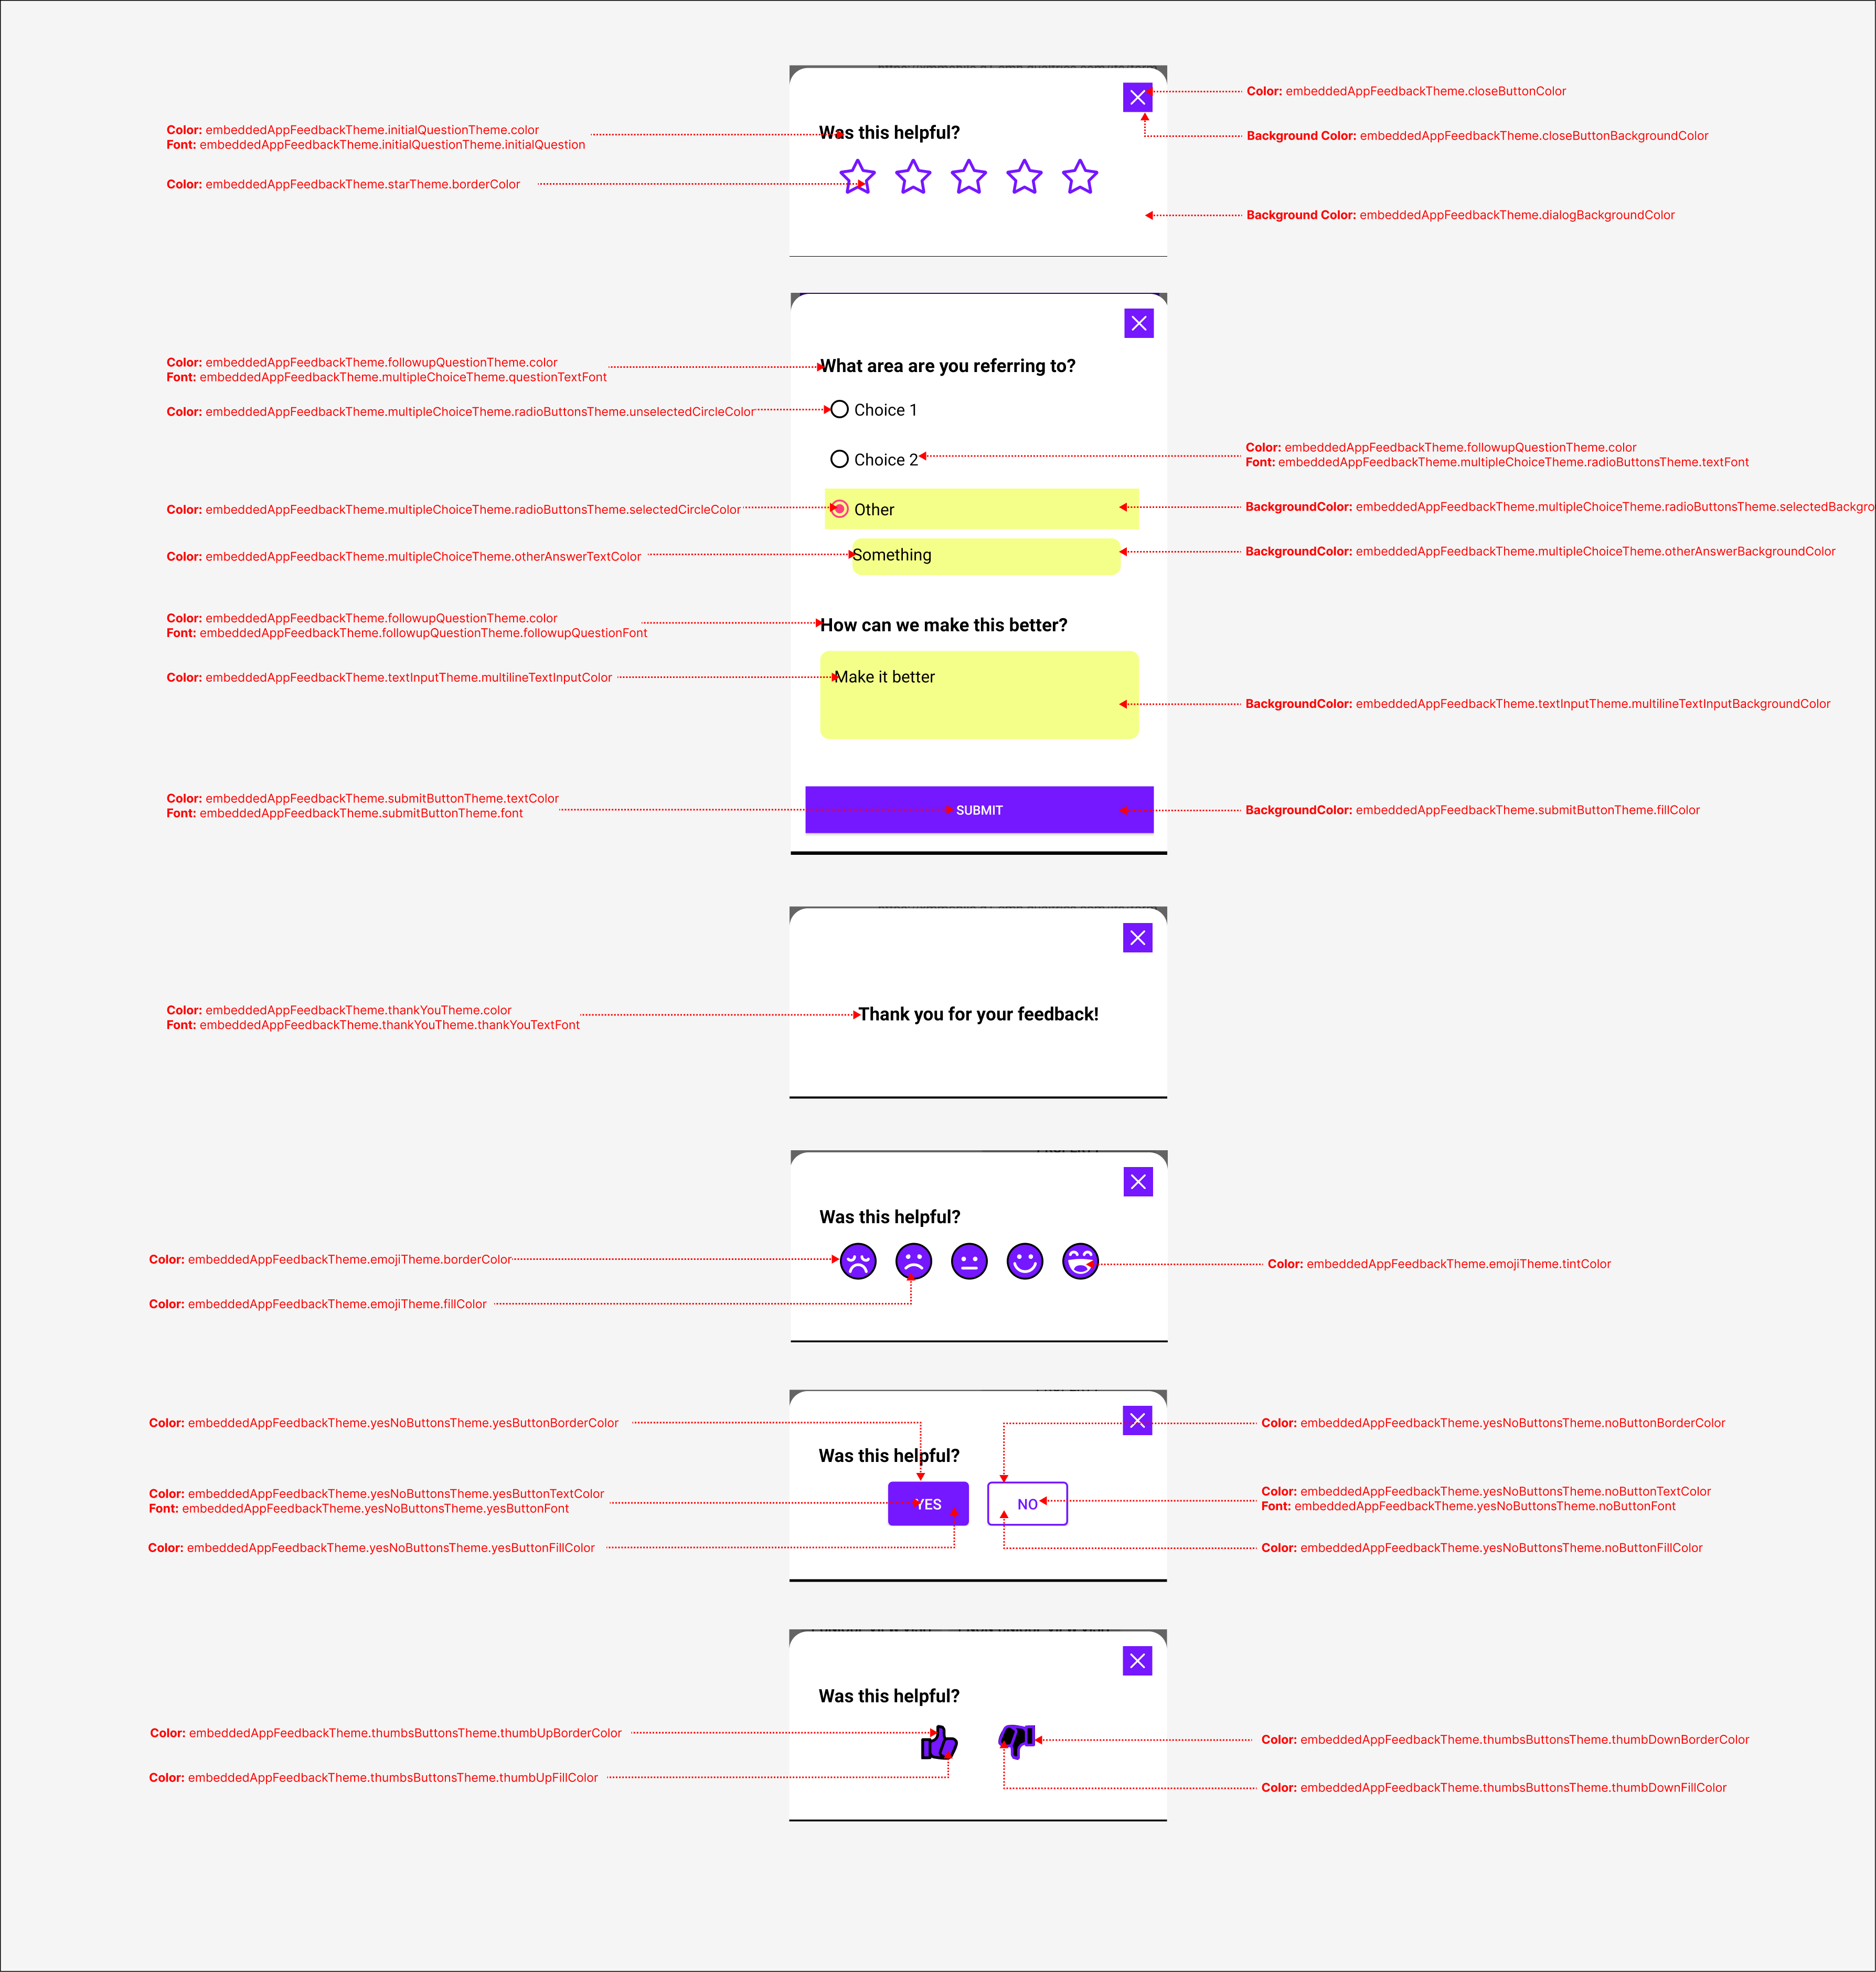 Color: embeddedAppFeedbackTheme.closeButtonColor
Color: embeddedAppFeedbackTheme.initialQuestionTheme.color
Font: embeddedAppFeedbackTheme.initialQuestionTheme.initialQuestion
Was this helpful?
Background Color: embeddedAppFeedbackTheme.closeButtonBackgroundColor
Color: embeddedAppFeedbackTheme.starTheme.borderColor
Background Color: embeddedAppFeedbackTheme.dialogBackgroundColor
Color: embeddedAppFeedbackTheme.followupQuestionTheme.color
Font: embeddedAppFeedbackTheme.multipleChoiceTheme.questionTextFont
What area are you referring to?
Color: embeddedAppFeedbackTheme.multipleChoiceTheme.radioButtonsTheme.unselectedCircleColor
Choice 1
Choice 2
Color: embeddedAppFeedbackTheme.followupQuestionTheme.color
Font: embeddedAppFeedbackTheme.multipleChoiceTheme.radioButtonsTheme.textFont
Color: embeddedAppFeedbackTheme.multipleChoiceTheme.radioButtonsTheme.selectedCircleColor
Other
BackgroundColor: embeddedAppFeedbackTheme.multipleChoiceTheme.radioButtonsTheme.selectedBackgro
Color: embeddedAppFeedbackTheme.multipleChoiceTheme.otherAnswerTextColor
Something
BackgroundColor: embeddedAppFeedbackTheme.multipleChoiceTheme.otherAnswerBackgroundColor
Color: embeddedAppFeedbackTheme.followupQuestionTheme.color
Font: embeddedAppFeedbackTheme.followupQuestionTheme.followupQuestionFont
How can we make this better?
Color: embeddedAppFeedbackTheme.textInputTheme.multilineTextInputColor
Make it better
BackgroundColor: embeddedAppFeedbackTheme.textInputTheme.multilineTextInputBackgroundColor
Color: embeddedAppFeedbackTheme.submitButtonTheme.textColor
Font: embeddedAppFeedbackTheme.submitButtonTheme.font
SUBMIT
BackgroundColor: embeddedAppFeedbackTheme.submitButtonTheme.fillColor
Color: embeddedAppFeedbackTheme.thankYouTheme.color
Font: embeddedAppFeedbackTheme.thankYouTheme.thankYouTextFont
Thank you for your feedback!
Was this helpful?
Color: embeddedAppFeedbackTheme.emojiTheme.borderColor
Color: embeddedAppFeedbackTheme.emojiTheme.tintColor
Color: embeddedAppFeedbackTheme.emojiTheme.fillColor
Color: embeddedAppFeedbackTheme.yesNoButtonsTheme.yesButtonBorderColor
Color: embeddedAppFeedbackTheme.yesNoButtonsTheme.noButtonBorderColor
Was this helpful?
Color: embeddedAppFeedbackTheme.yesNoButtonsTheme.yesButtonTextColor
Font: embeddedAppFeedbackTheme.yesNoButtonsTheme.yesButtonFont
YES
NO
Color: embeddedAppFeedbackTheme.yesNoButtonsTheme.noButtonTextColor
Font: embeddedAppFeedbackTheme.yesNoButtonsTheme.noButtonFont
Color: embeddedAppFeedbackTheme.yesNoButtonsTheme.yesButtonFillColor
Color: embeddedAppFeedbackTheme.yesNoButtonsTheme.noButtonFillColor
Was this helpful?
Color: embeddedAppFeedbackTheme.thumbsButtonsTheme.thumbUpBorderColor
Color: embeddedAppFeedbackTheme.thumbsButtonsTheme.thumbDownBorderColor
Color: embeddedAppFeedbackTheme.thumbsButtonsTheme.thumbUpFillColor
Color: embeddedAppFeedbackTheme.thumbsButtonsTheme.thumbDownFillColor